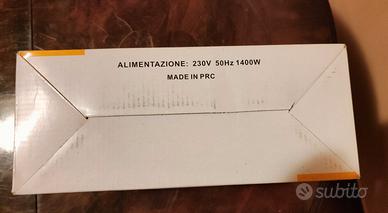 ALIMENTAZIONE: 230V 50Hz 1400W
MADE IN PRC
subito